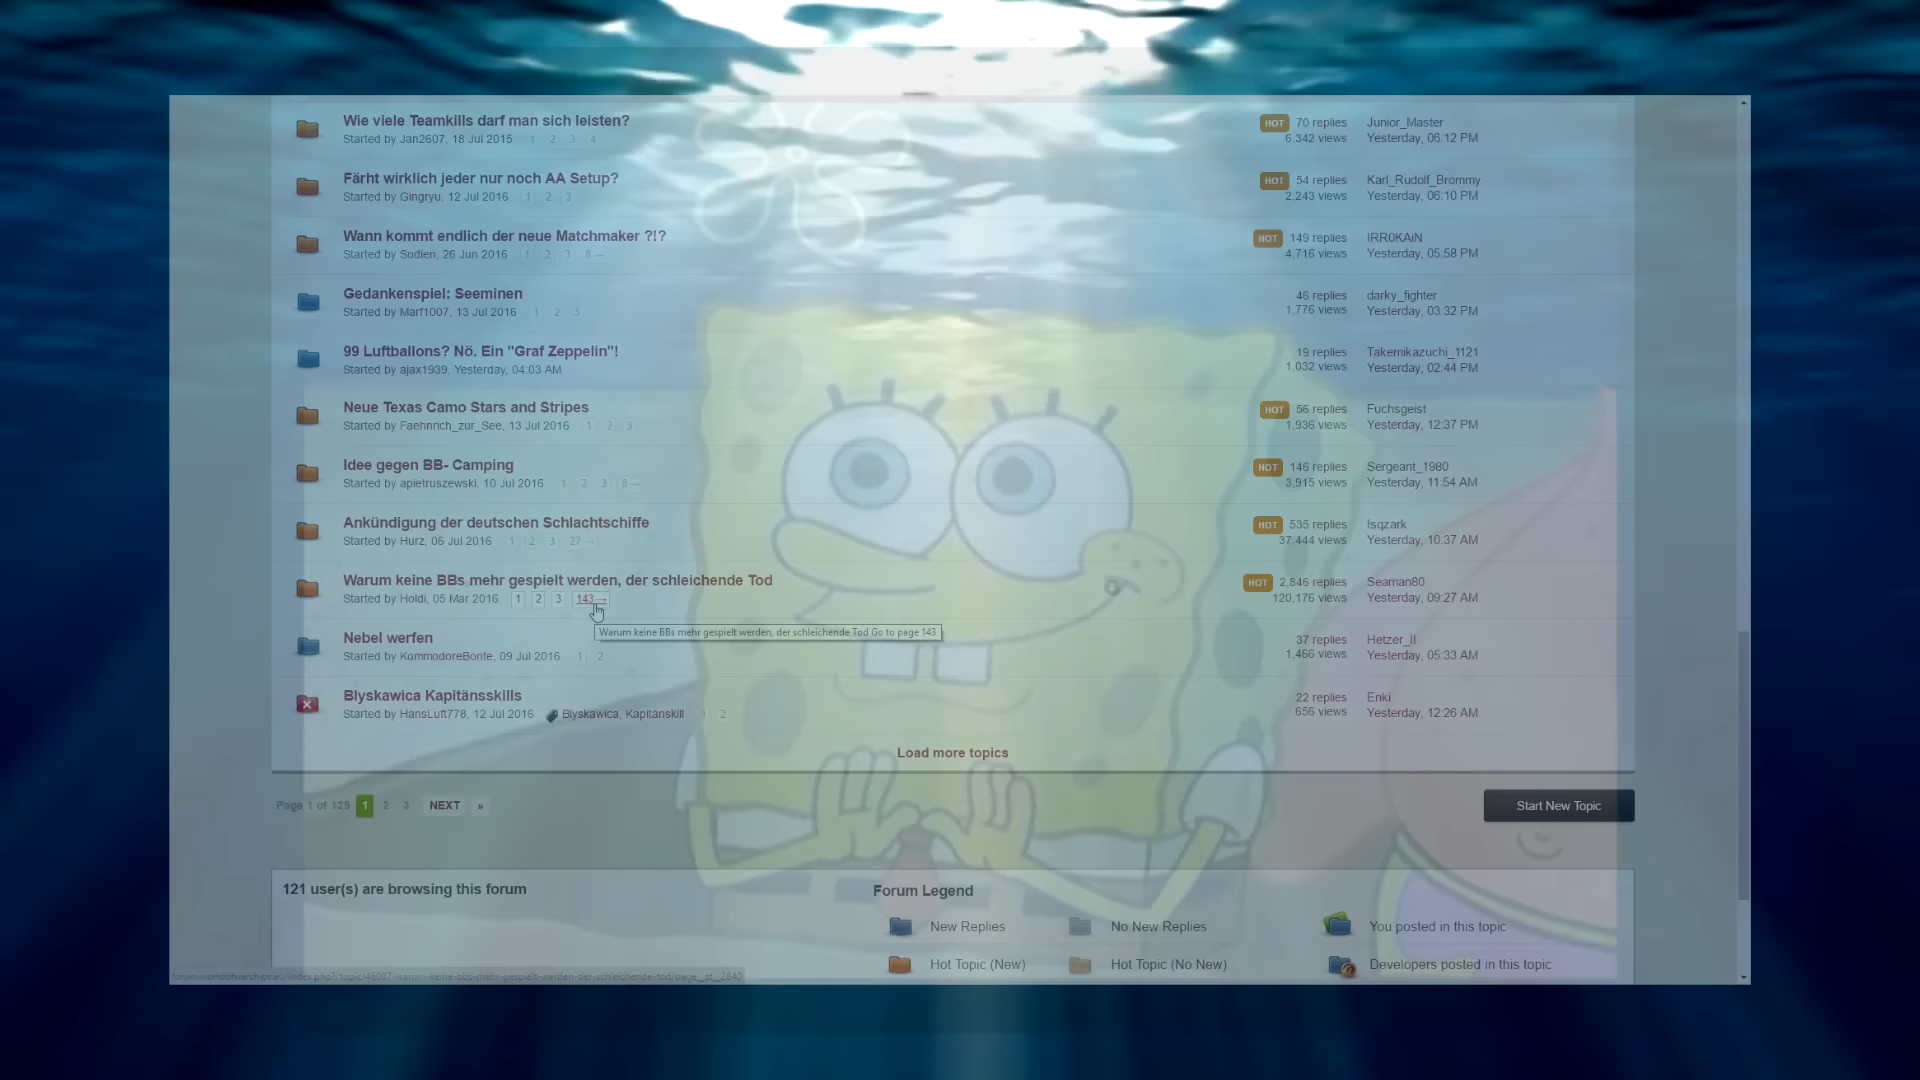 Wie viele Teamkills darf man sich leisten?
Started by Jan2607, 18 Jul 2015 1 2 3 4
HOT 70 replies
6,342 views
Junior_Master
Yesterday, 06:12 PM
Färht wirklich jeder nur noch AA Setup?
Started by Gingryu, 12 Jul 2016 1 2 3
HOT 54 replies
2,243 views
Karl_Rudolf_Brommy
Yesterday, 06:10 PM
Wann kommt endlich der neue Matchmaker ?!?
Started by Sodien, 26 Jun 2016 1 2 3 8 →
HOT 149 replies
4,716 views
IRR0KAiN
Yesterday, 05:58 PM
Gedankenspiel: Seeminen
Started by Marf1007, 13 Jul 2016 1 2 3
46 replies
1,776 views
darky_fighter
Yesterday, 03:32 PM
99 Luftballons? Nö. Ein "Graf Zeppelin"!
Started by ajax1939, Yesterday, 04:03 AM
19 replies
1,032 views
Takemikazuchi_1121
Yesterday, 02:44 PM
Neue Texas Camo Stars and Stripes
Started by Faehnrich_zur_See, 13 Jul 2016 1 2 3
HOT 56 replies
1,936 views
Fuchsgeist
Yesterday, 12:37 PM
Idee gegen BB- Camping
Started by apietruszewski, 10 Jul 2016 1 2 3 8 →
HOT 146 replies
3,915 views
Sergeant_1980
Yesterday, 11:54 AM
Ankündigung der deutschen Schlachtschiffe
Started by Hurz, 06 Jul 2016 1 2 3 27 →
HOT 535 replies
37,444 views
Isqzark
Yesterday, 10:37 AM
Warum keine BBs mehr gespielt werden, der schleichende Tod
Started by Holdi, 05 Mar 2016 1 2 3 143 →
HOT 2,846 replies
120,176 views
Seaman80
Yesterday, 09:27 AM
Warum keine BBs mehr gespielt werden, der schleichende Tod Go to page 143
Nebel werfen
Started by KommodoreBonte, 09 Jul 2016 1 2
37 replies
1,466 views
Hetzer_II
Yesterday, 05:33 AM
Blyskawica Kapitänsskills
Started by HansLuft778, 12 Jul 2016 Blyskawica, Kapitänskill 1 2
22 replies
656 views
Enki
Yesterday, 12:26 AM
Load more topics
Page 1 of 129 1 2 3 NEXT »
Start New Topic
121 user(s) are browsing this forum
Forum Legend
New Replies
No New Replies
You posted in this topic
Hot Topic (New)
Hot Topic (No New)
Developers posted in this topic